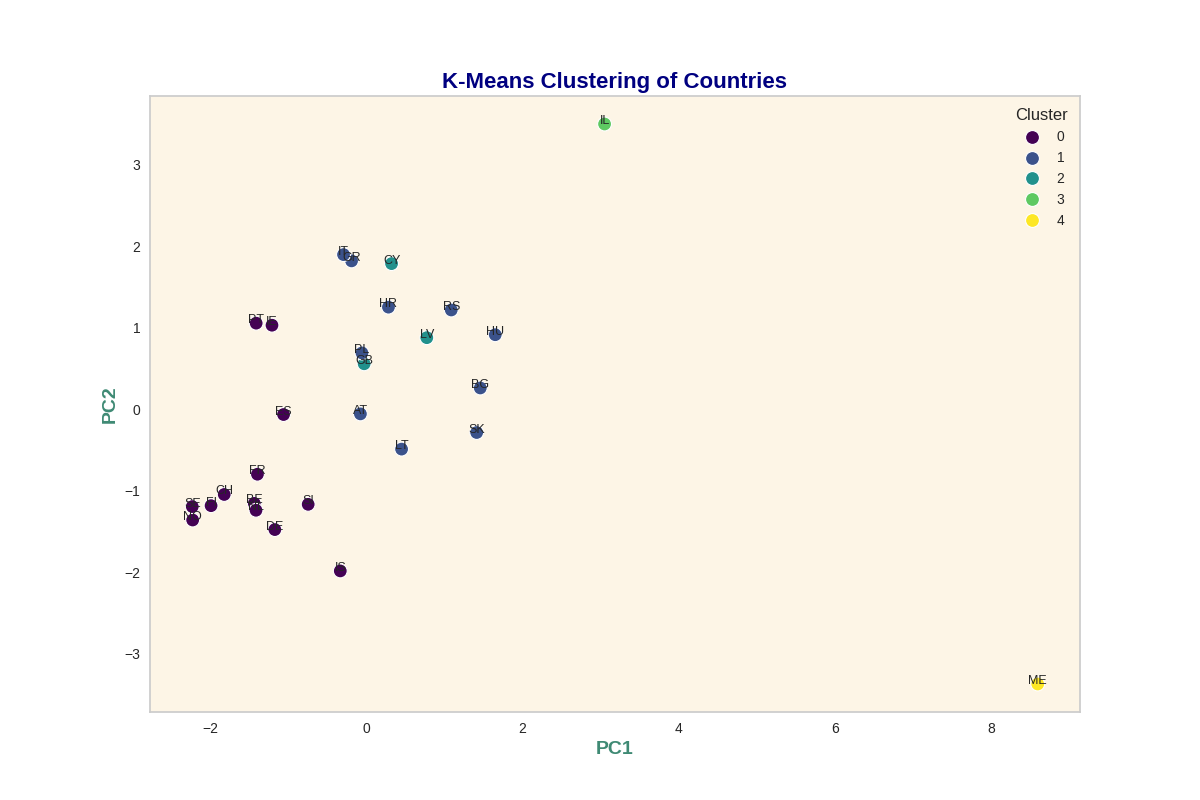 K-Means Clustering of Countries
Cluster
0
1
2
3
4
IL
IT
GR
CY
HR
RS
HU
PT
IE
LV
PL
GB
BG
ES
AT
SK
LT
FR
CH
SE
FI
BE
SI
NO
DE
IS
ME
3
2
1
0
−1
−2
−3
−2
0
2
4
6
8
PC1
PC2